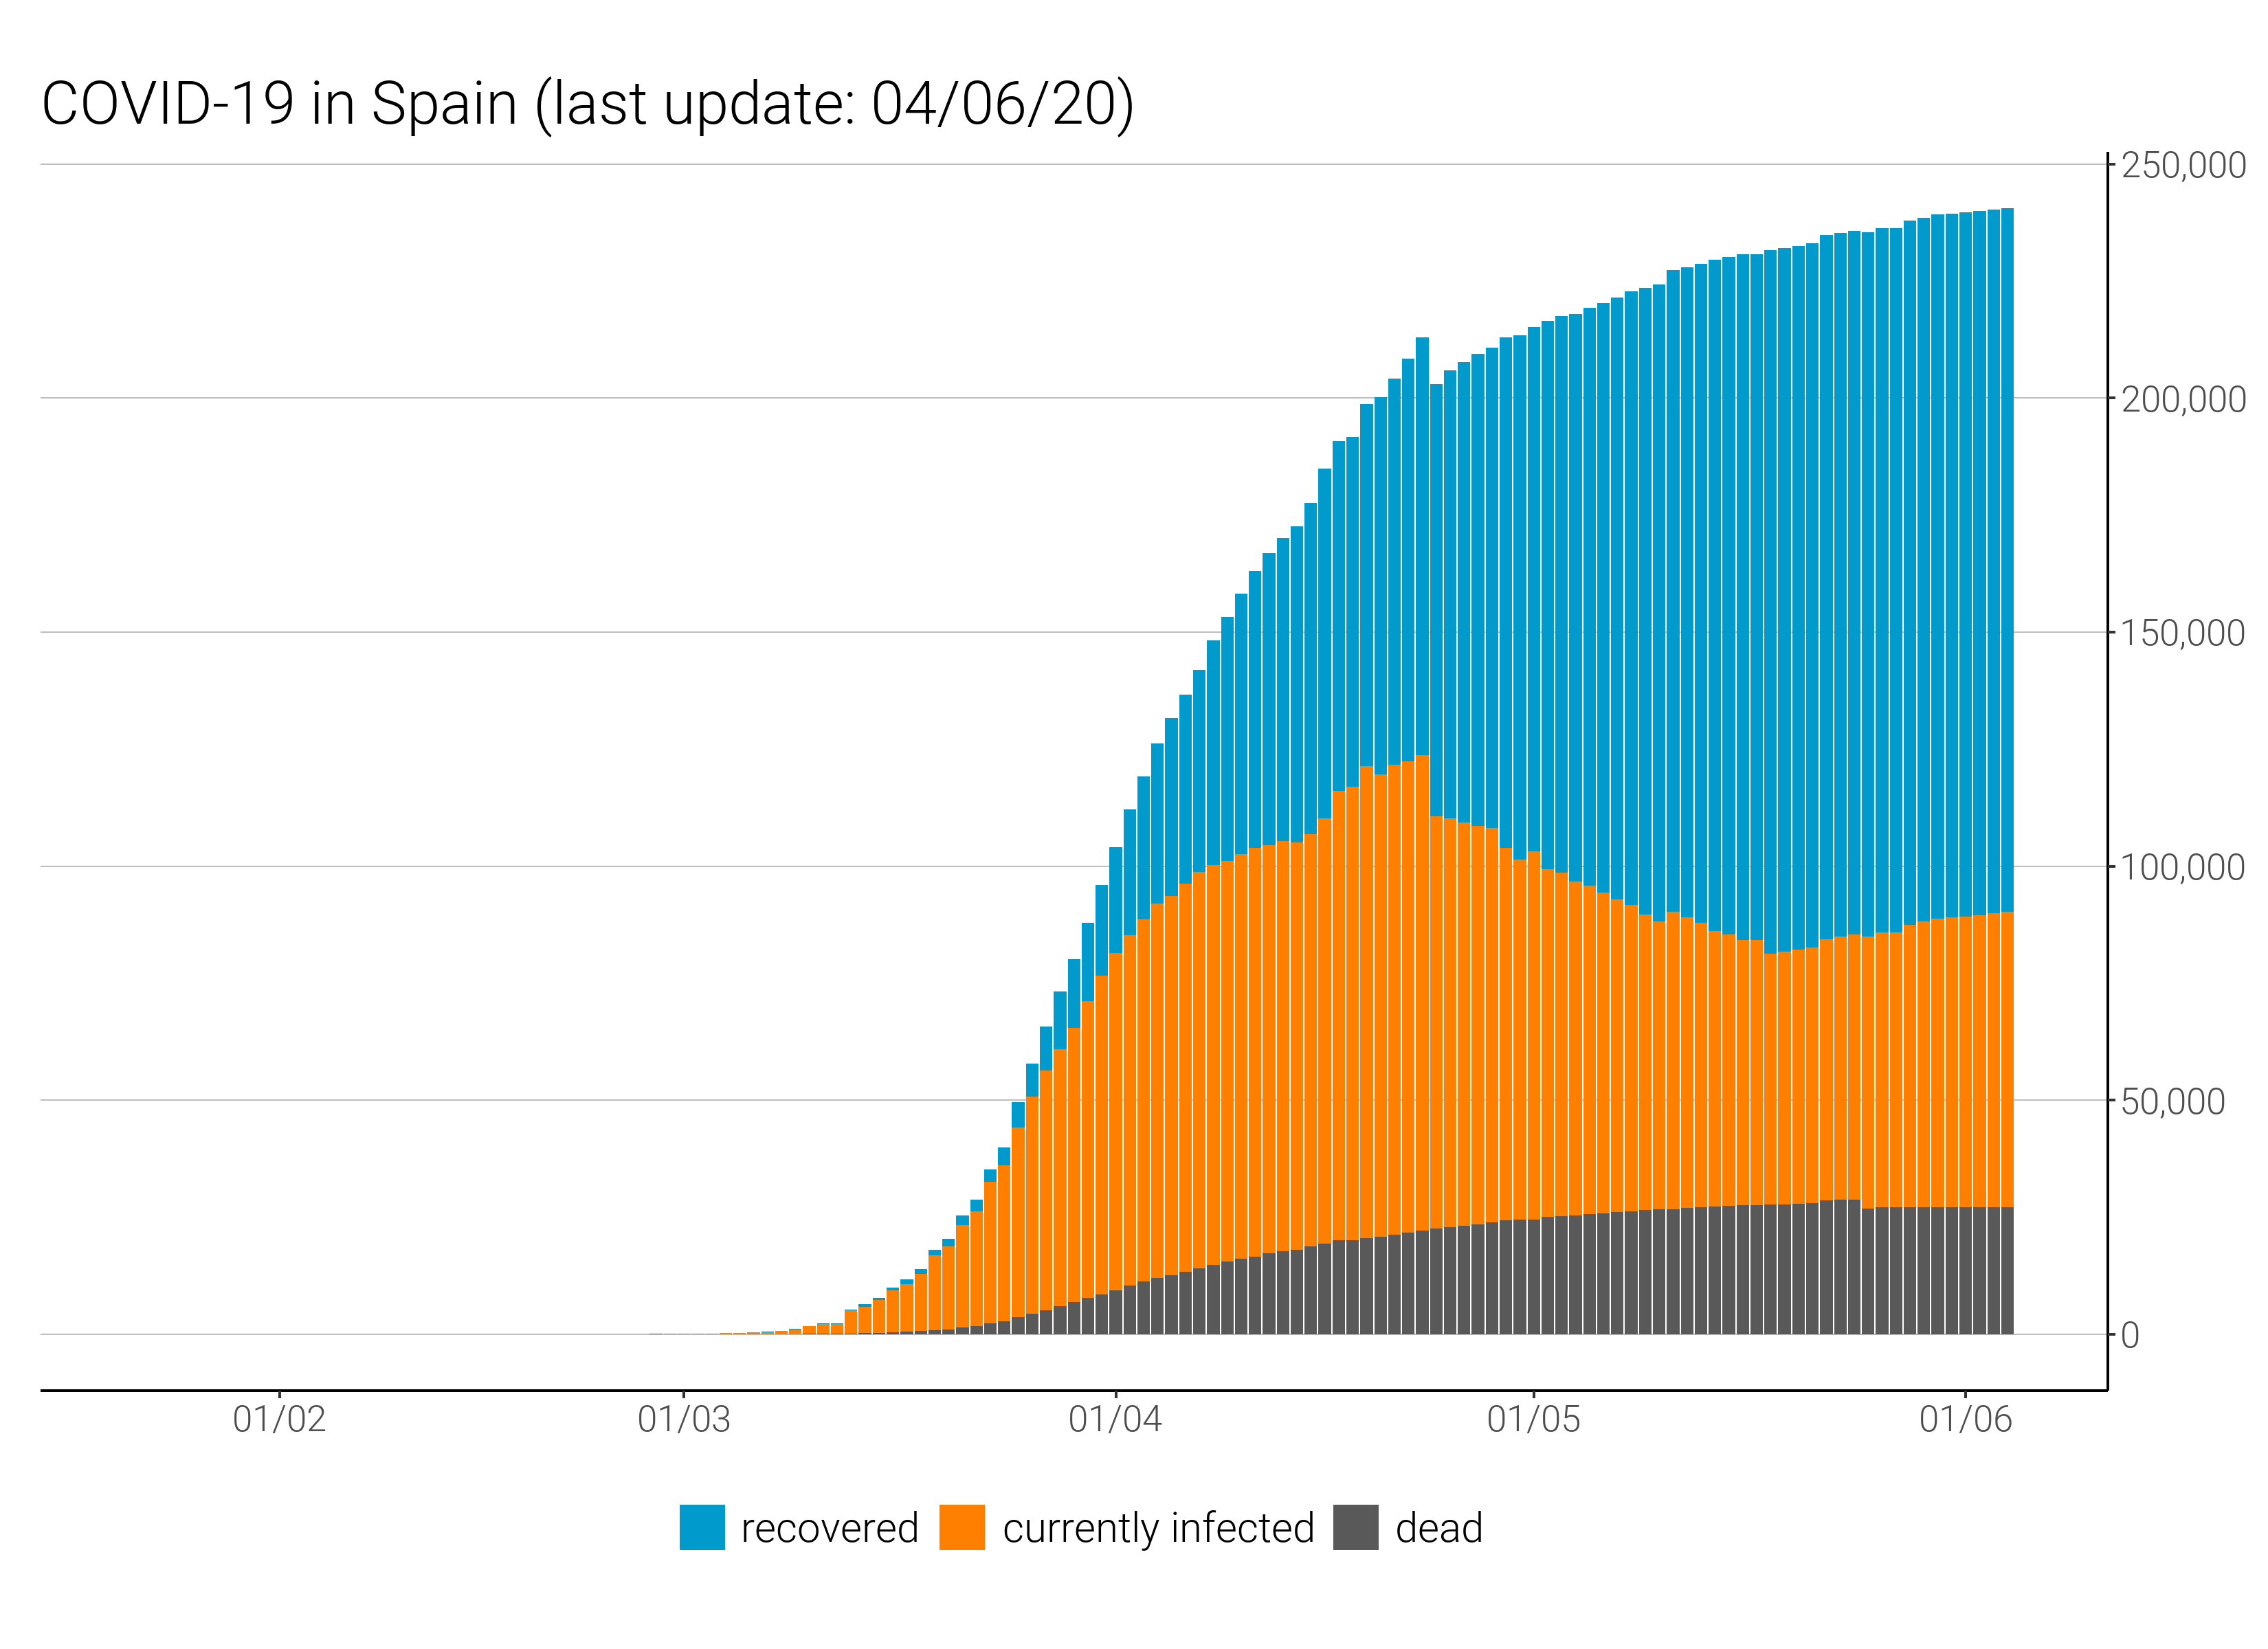 COVID-19 in Spain (last update: 04/06/20)
250,000
200,000
150,000
100,000
50,000
0
01/02 01/03 01/04 01/05 01/06
recovered currently infected dead